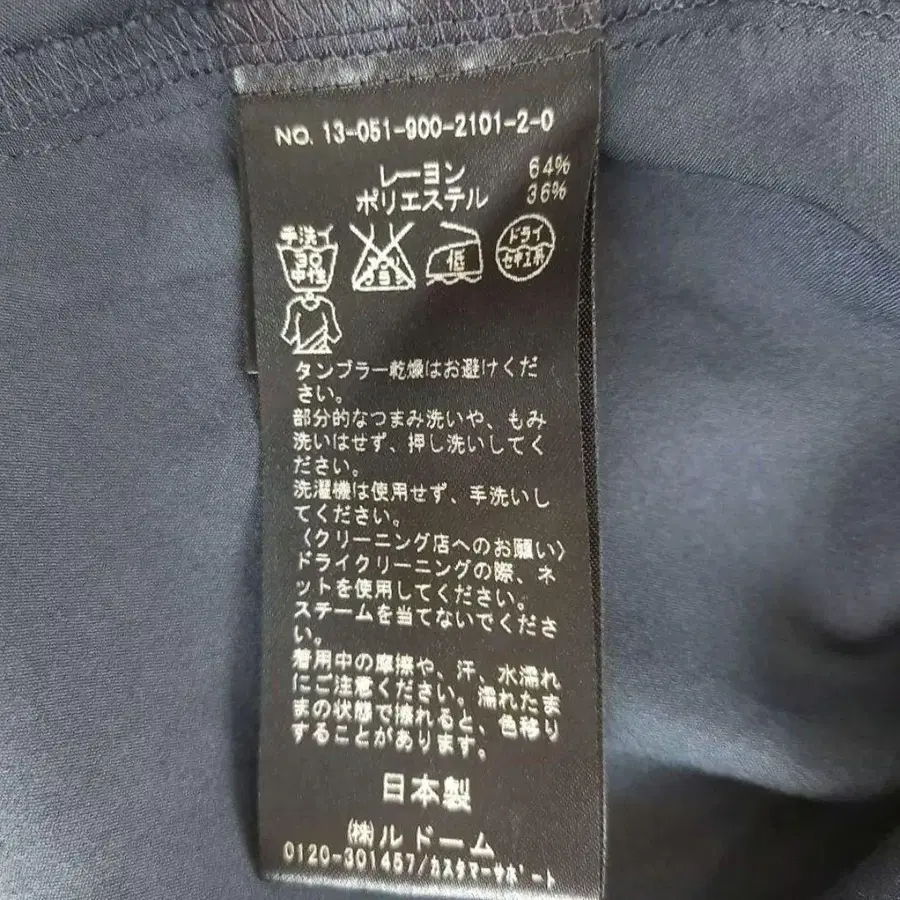 NO. 13-051-900-2101-2-0
レーヨン 64%
ポリエステル 36%
手洗イ
30
中性
エンソ
サラシ
低
ドライ
セキユ系
タンブラー乾燥はお避けくだ
さい。
部分的なつまみ洗いや、もみ
洗いはせず、押し洗いしてく
ださい。
洗濯機は使用せず、手洗いし
てください。
〈クリーニング店へのお願い〉
ドライクリーニングの際、ネ
ットを使用してください。
スチームを当てないでくださ
い。
着用中の摩擦や、汗、水濡れ
にご注意ください。濡れたま
まの状態で擦れると、色移り
することがあります。
日本製
(株)ル ドーム
0120-301457/カスタマーサポート